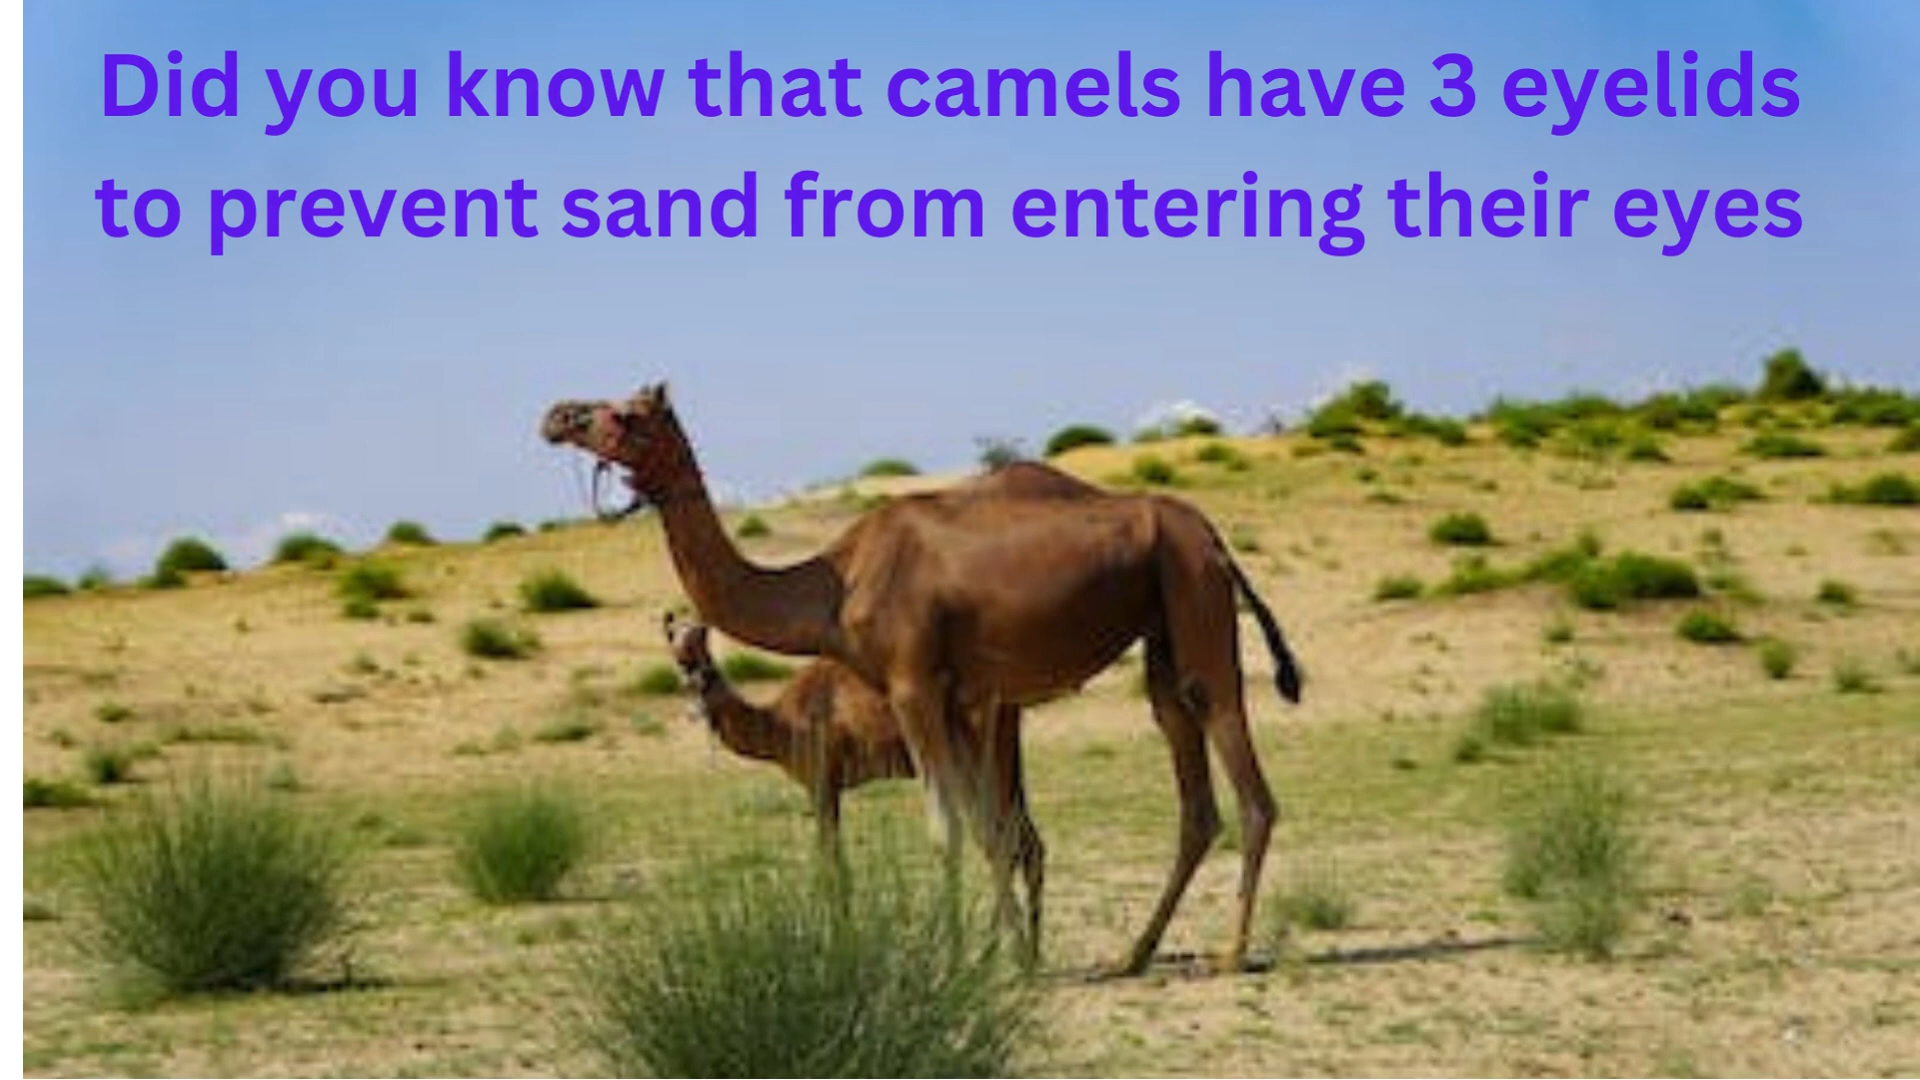 Did you know that camels have 3 eyelids
to prevent sand from entering their eyes